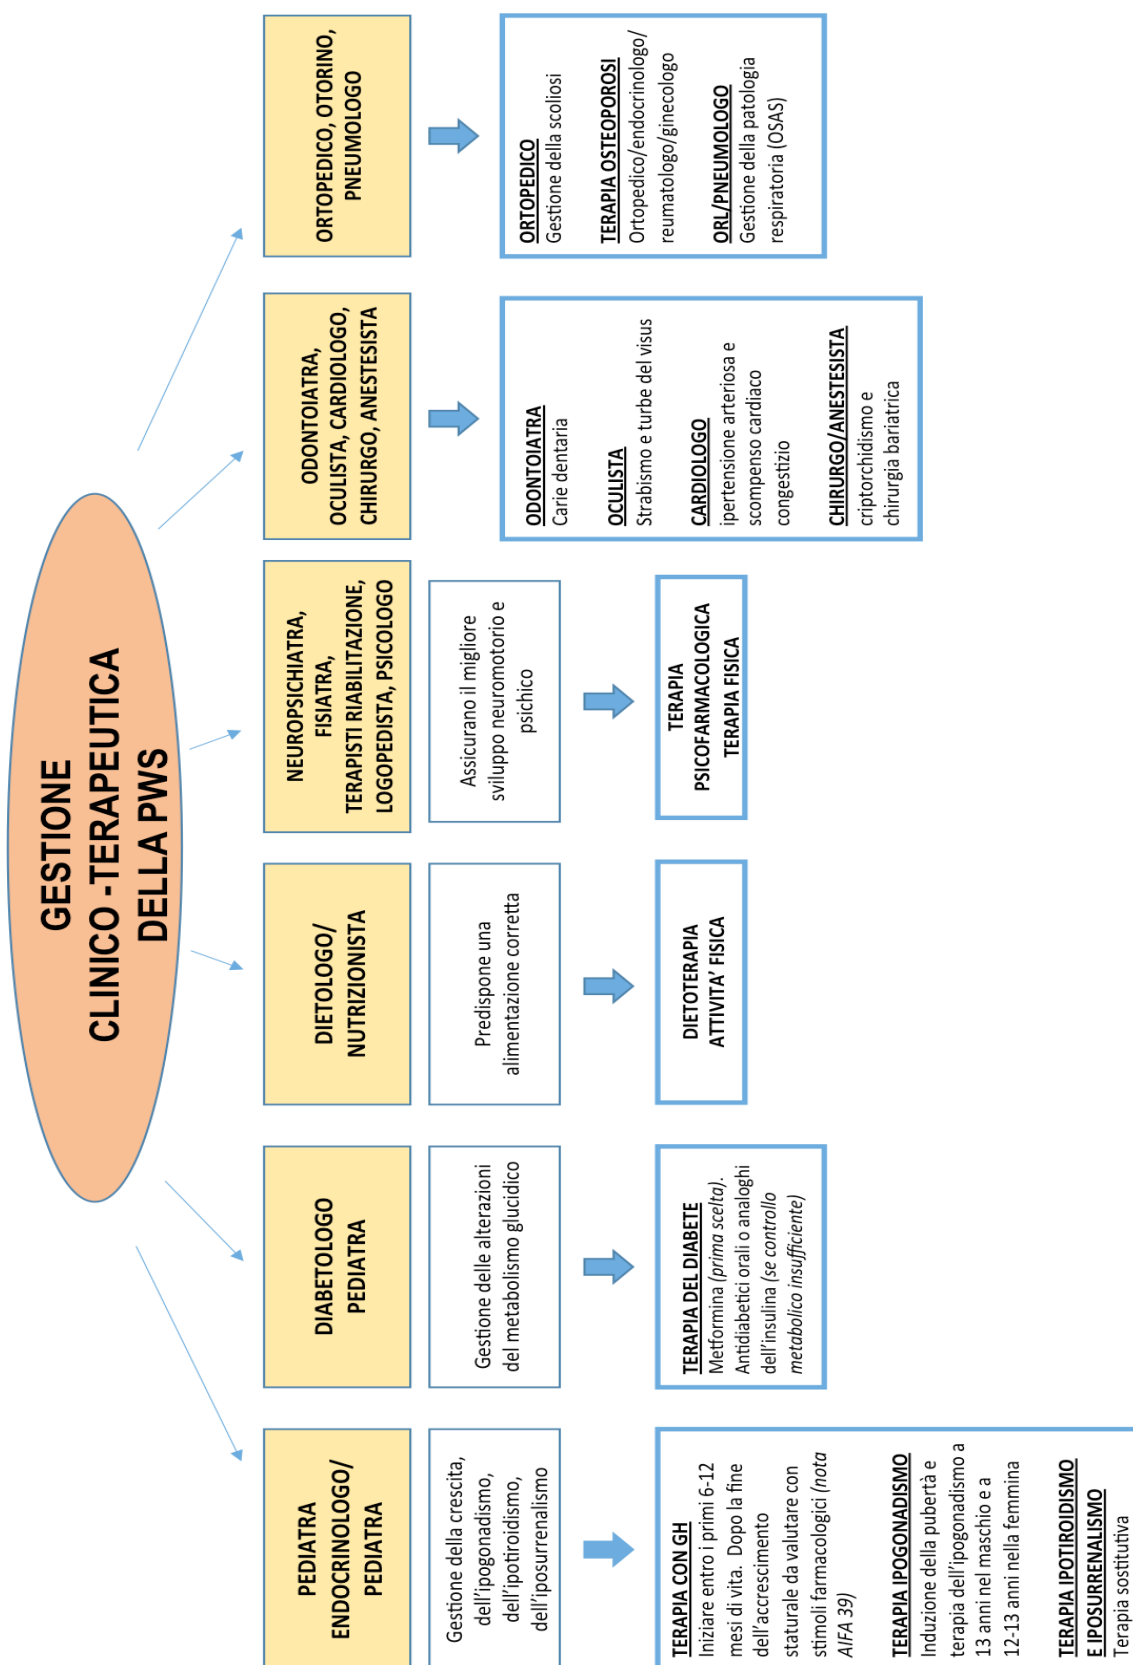 GESTIONE
CLINICO -TERAPEUTICA
DELLA PWS
PEDIATRA
ENDOCRINOLOGO/
PEDIATRA
Gestione della crescita,
dell'ipogonadismo,
dell'ipotiroidismo,
dell'iposurrenalismo
TERAPIA CON GH
Iniziare entro i primi 6-12
mesi di vita. Dopo la fine
dell'accrescimento
staturale da valutare con
stimoli farmacologici (nota
AIFA 39)
TERAPIA IPOGONADISMO
Induzione della pubertà e
terapia dell'ipogonadismo a
13 anni nel maschio e a
12-13 anni nella femmina
TERAPIA IPOTIROIDISMO
E IPOSURRENALISMO
Terapia sostitutiva
DIABETOLOGO
PEDIATRA
Gestione delle alterazioni
del metabolismo glucidico
TERAPIA DEL DIABETE
Metformina (prima scelta).
Antidiabetici orali o analoghi
dell'insulina (se controllo
metabolico insufficiente)
DIETOLOGO/
NUTRIZIONISTA
Predispone una
alimentazione corretta
DIETOTERAPIA
ATTIVITA' FISICA
NEUROPSICHIATRA,
FISIATRA,
TERAPISTI RIABILITAZIONE,
LOGOPEDISTA, PSICOLOGO
Assicurano il migliore
sviluppo neuromotorio e
psichico
TERAPIA
PSICOFARMACOLOGICA
TERAPIA FISICA
ODONTOIATRA,
OCULISTA, CARDIOLOGO,
CHIRURGO, ANESTESISTA
ODONTOIATRA
Carie dentaria
OCULISTA
Strabismo e turbe del visus
CARDIOLOGO
ipertensione arteriosa e
scompenso cardiaco
congestizio
CHIRURGO/ANESTESISTA
criptorchidismo e
chirurgia bariatrica
ORTOPEDICO, OTORINO,
PNEUMOLOGO
ORTOPEDICO
Gestione della scoliosi
TERAPIA OSTEOPOROSI
Ortopedico/endocrinologo/
reumatologo/ginecologo
ORL/PNEUMOLOGO
Gestione della patologia
respiratoria (OSAS)